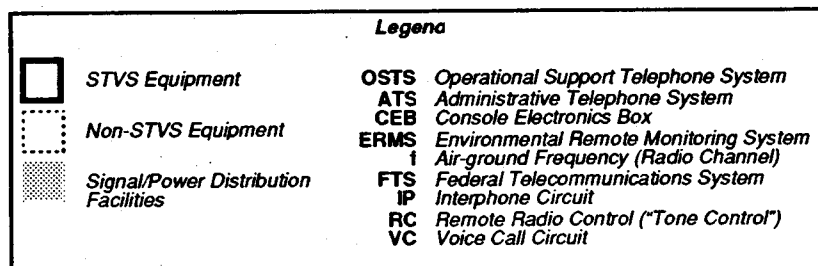 Legend
STVS Equipment
Non-STVS Equipment
Signal/Power Distribution
Facilities
OSTS Operational Support Telephone System
ATS Administrative Telephone System
CEB Console Electronics Box
ERMS Environmental Remote Monitoring System
f Air-ground Frequency (Radio Channel)
FTS Federal Telecommunications System
IP Interphone Circuit
RC Remote Radio Control ("Tone Control")
VC Voice Call Circuit